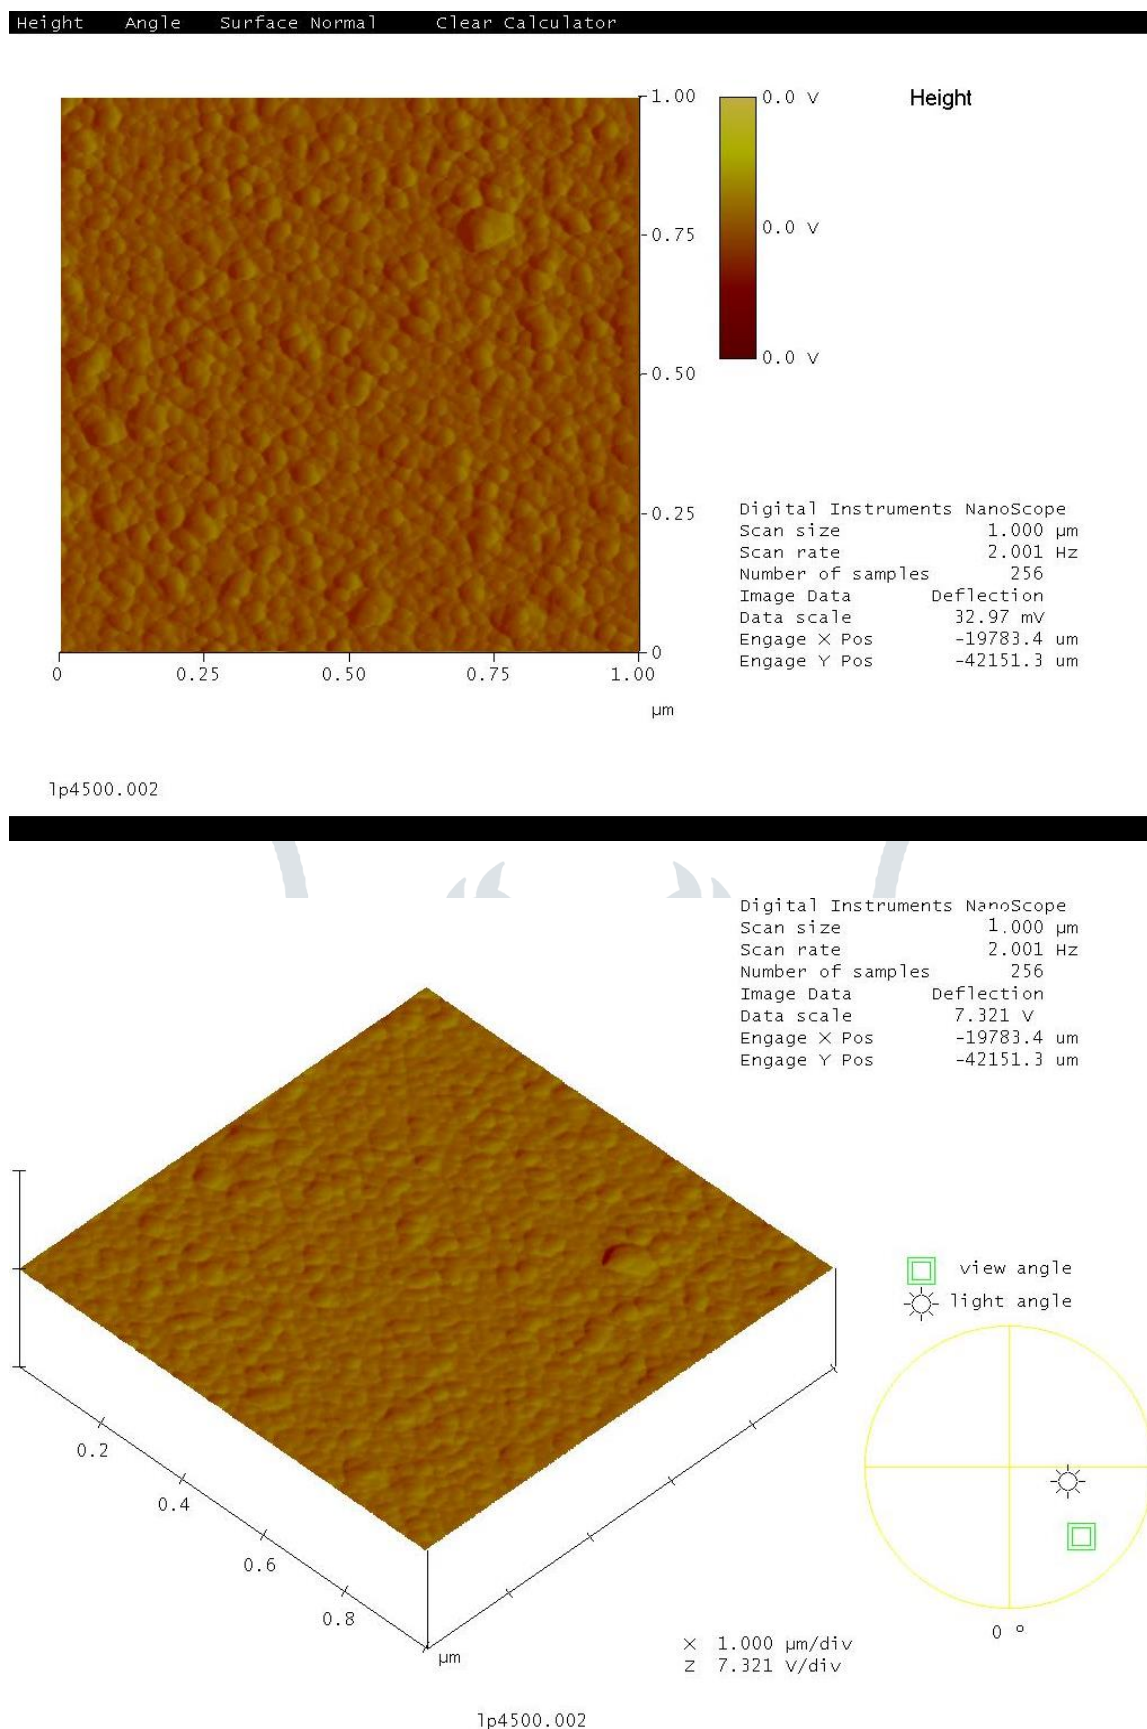 Height Angle Surface Normal Clear Calculator
Height
1.00
0.75
0.50
0.25
0
0.0 V
0.0 V
0.0 V
Digital Instruments NanoScope
Scan size 1.000 µm
Scan rate 2.001 Hz
Number of samples 256
Image Data Deflection
Data scale 32.97 mV
Engage X Pos -19783.4 um
Engage Y Pos -42151.3 um
0 0.25 0.50 0.75 1.00
µm
lp4500.002
Digital Instruments NanoScope
Scan size 1.000 µm
Scan rate 2.001 Hz
Number of samples 256
Image Data Deflection
Data scale 7.321 V
Engage X Pos -19783.4 um
Engage Y Pos -42151.3 um
view angle
light angle
0.2
0.4
0.6
0.8
µm
0 °
X 1.000 µm/div
Z 7.321 V/div
lp4500.002